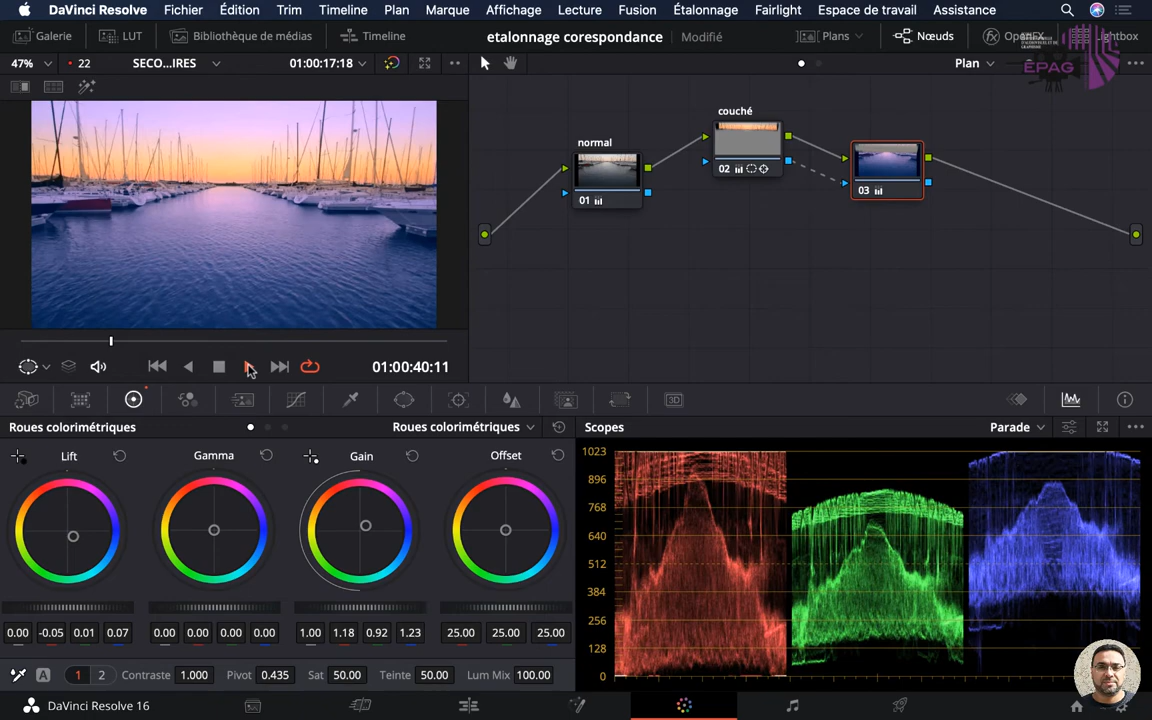 DaVinci Resolve Fichier Édition Trim Timeline Plan Marque Affichage Lecture Fusion Étalonnage Fairlight Espace de travail Assistance
Galerie LUT Bibliothèque de médias Timeline etalonnage corespondance Modifié Plans Nœuds OpenFX Lightbox
ÉPAG
47% 22 SECO...IRES 01:00:17:18 Plan
couché
normal
02
03
01
01:00:40:11
3D
Roues colorimétriques Roues colorimétriques Scopes Parade
Lift Gamma Gain Offset
1023
896
768
640
512
384
256
128
0
0.00 -0.05 0.01 0.07 0.00 0.00 0.00 0.00 1.00 1.18 0.92 1.23 25.00 25.00 25.00
A 1 2 Contraste 1.000 Pivot 0.435 Sat 50.00 Teinte 50.00 Lum Mix 100.00
DaVinci Resolve 16